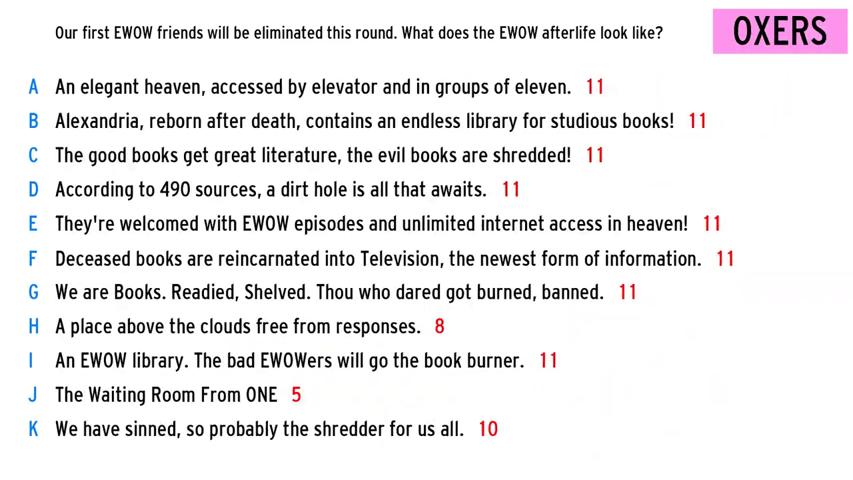 Our first EWOW friends will be eliminated this round. What does the EWOW afterlife look like?
OXERS
A An elegant heaven, accessed by elevator and in groups of eleven. 11
B Alexandria, reborn after death, contains an endless library for studious books! 11
C The good books get great literature, the evil books are shredded! 11
D According to 490 sources, a dirt hole is all that awaits. 11
E They're welcomed with EWOW episodes and unlimited internet access in heaven! 11
F Deceased books are reincarnated into Television, the newest form of information. 11
G We are Books. Readied, Shelved. Thou who dared got burned, banned. 11
H A place above the clouds free from responses. 8
I An EWOW library. The bad EWOWers will go the book burner. 11
J The Waiting Room From ONE 5
K We have sinned, so probably the shredder for us all. 10